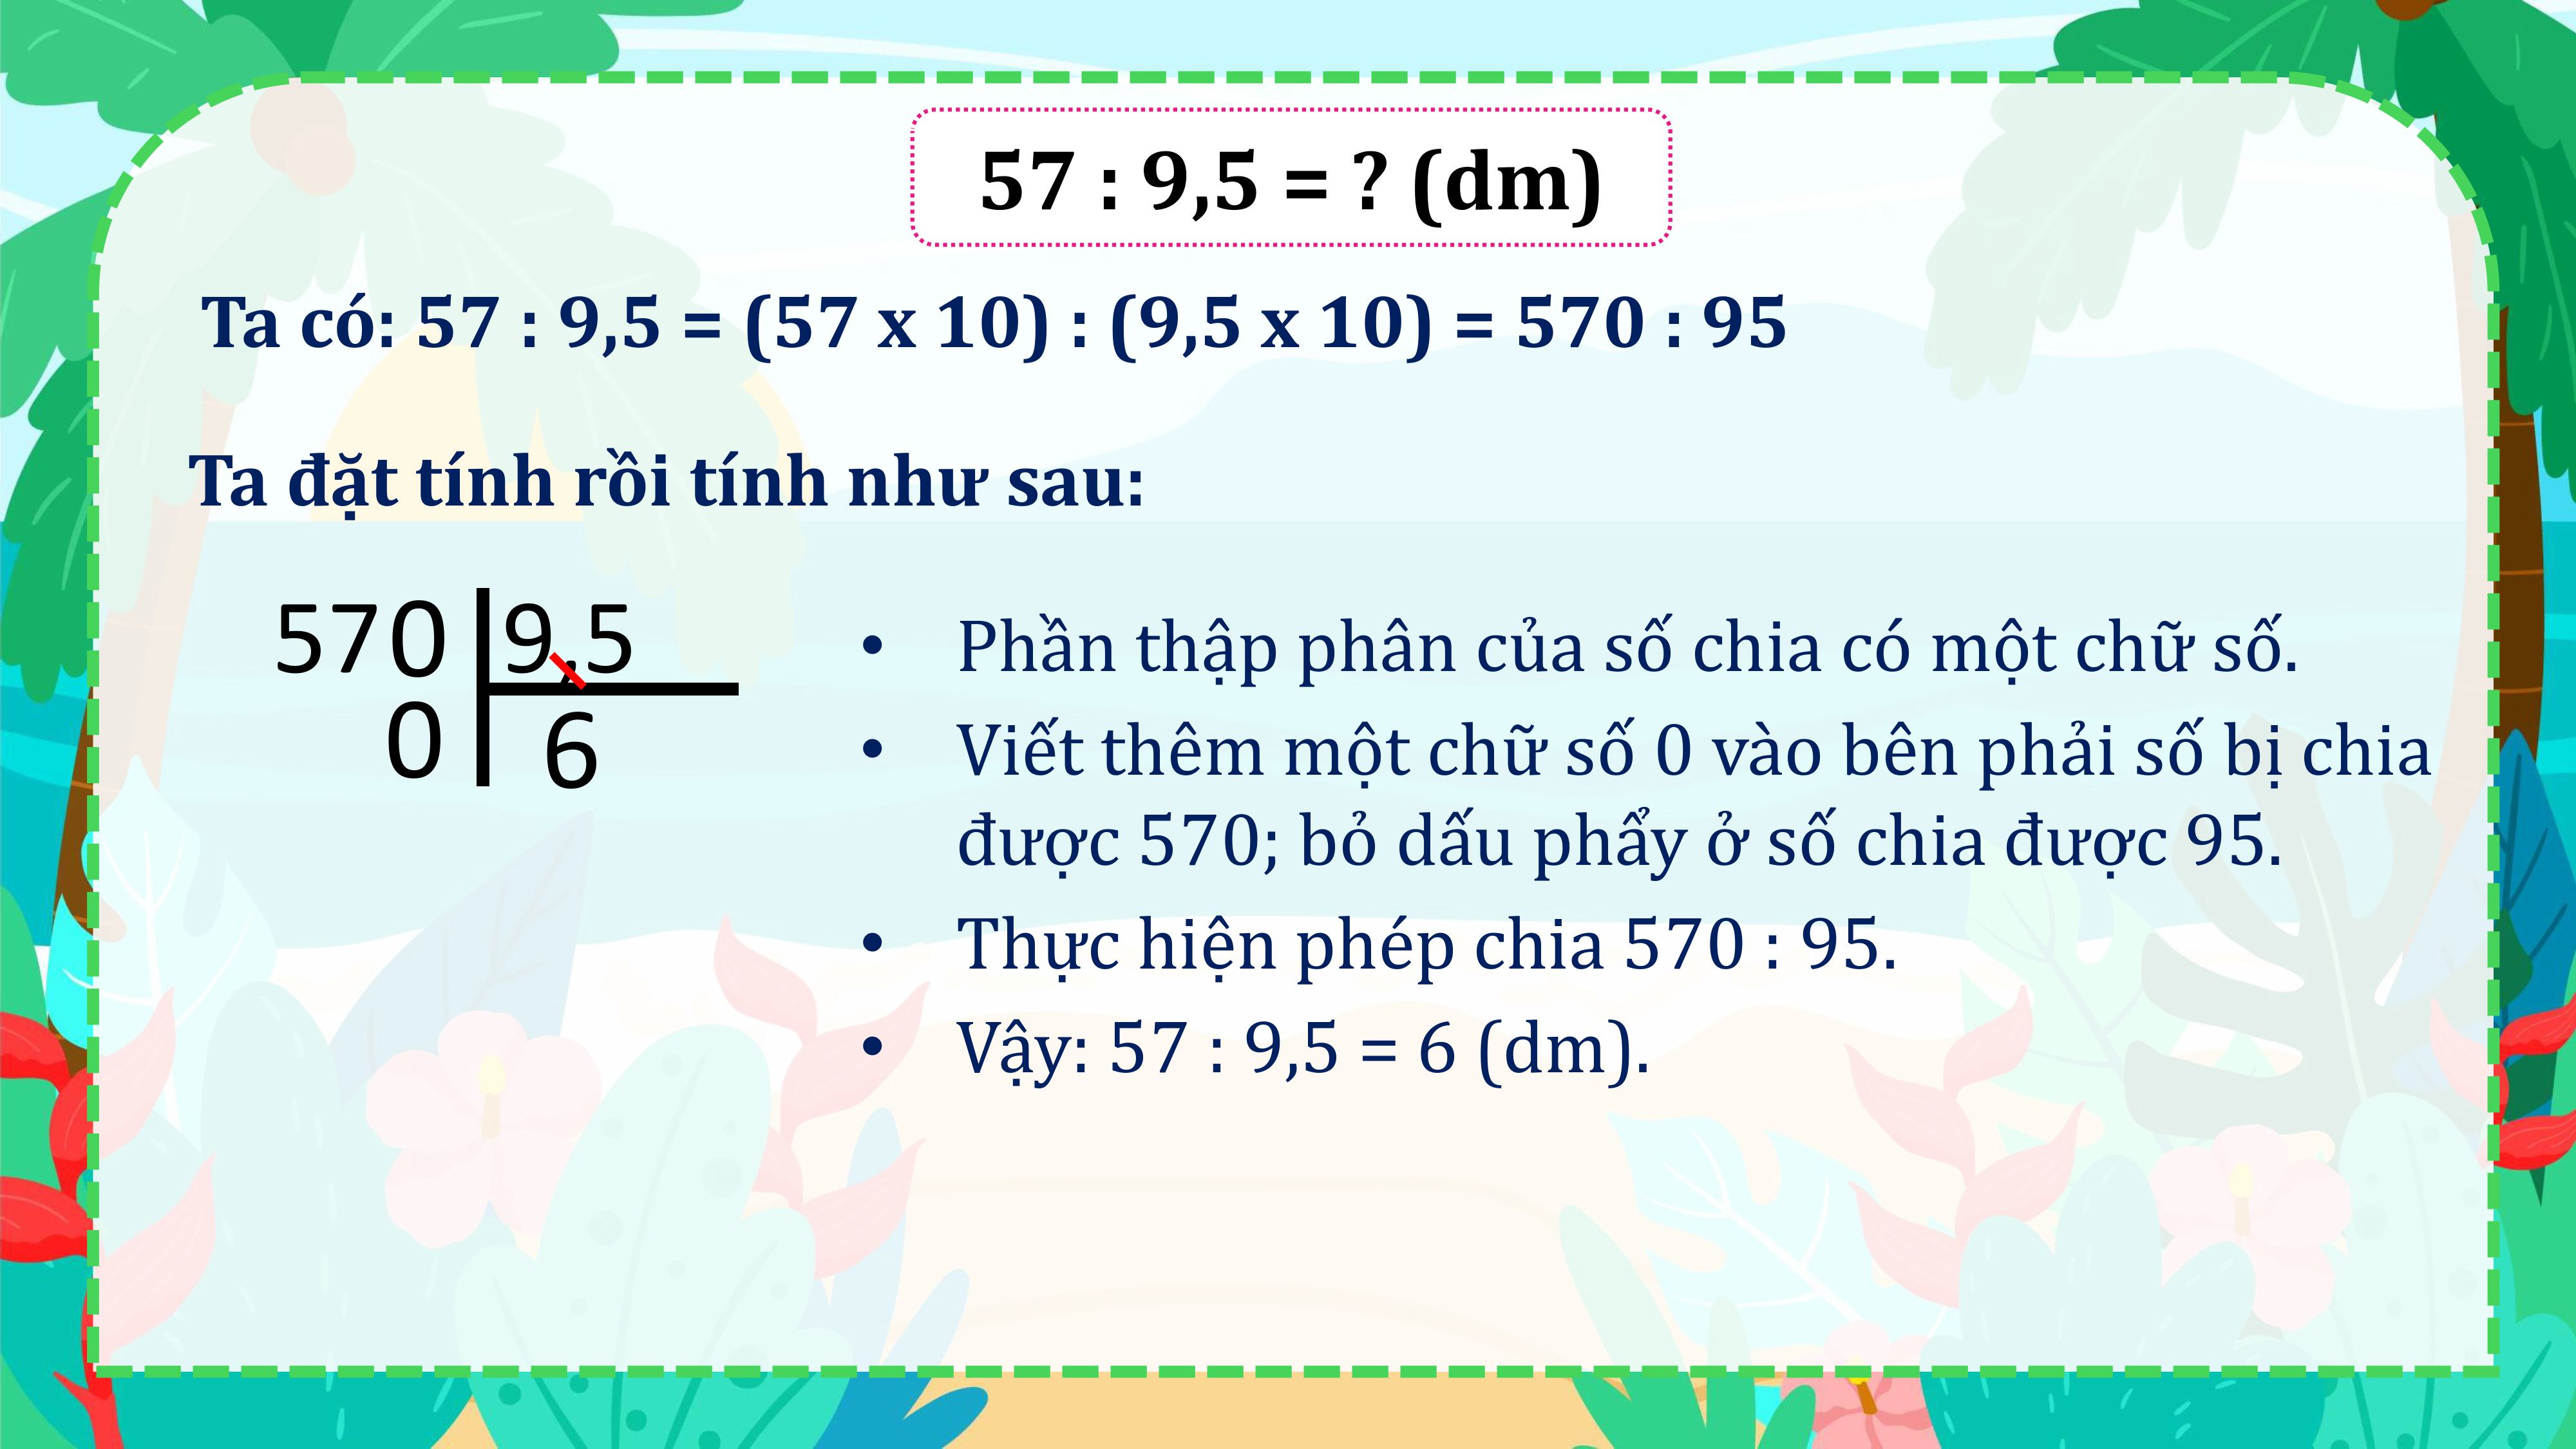 57 : 9,5 = ? (dm)
Ta có: 57 : 9,5 = (57 x 10) : (9,5 x 10) = 570 : 95
Ta đặt tính rồi tính như sau:
570 9,5
0 6
• Phần thập phân của số chia có một chữ số.
• Viết thêm một chữ số 0 vào bên phải số bị chia
được 570; bỏ dấu phẩy ở số chia được 95.
• Thực hiện phép chia 570 : 95.
• Vậy: 57 : 9,5 = 6 (dm).